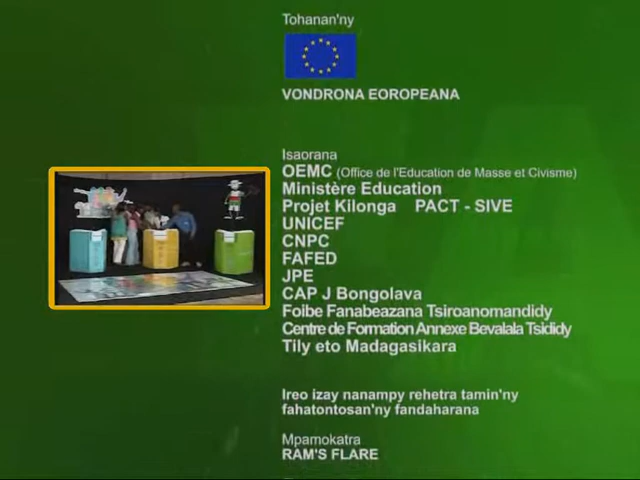 Tohanan'ny
VONDRONA EOROPEANA
Isaorana
OEMC (Office de l'Education de Masse et Civisme)
Ministère Education
Projet Kilonga PACT - SIVE
UNICEF
CNPC
FAFED
JPE
CAP J Bongolava
Foibe Fanabeazana Tsiroanomandidy
Centre de Formation Annexe Bevalala Tsididy
Tily eto Madagasikara
Ireo izay nanampy rehetra tamin'ny
fahatontosan'ny fandaharana
Mpamokatra
RAM'S FLARE